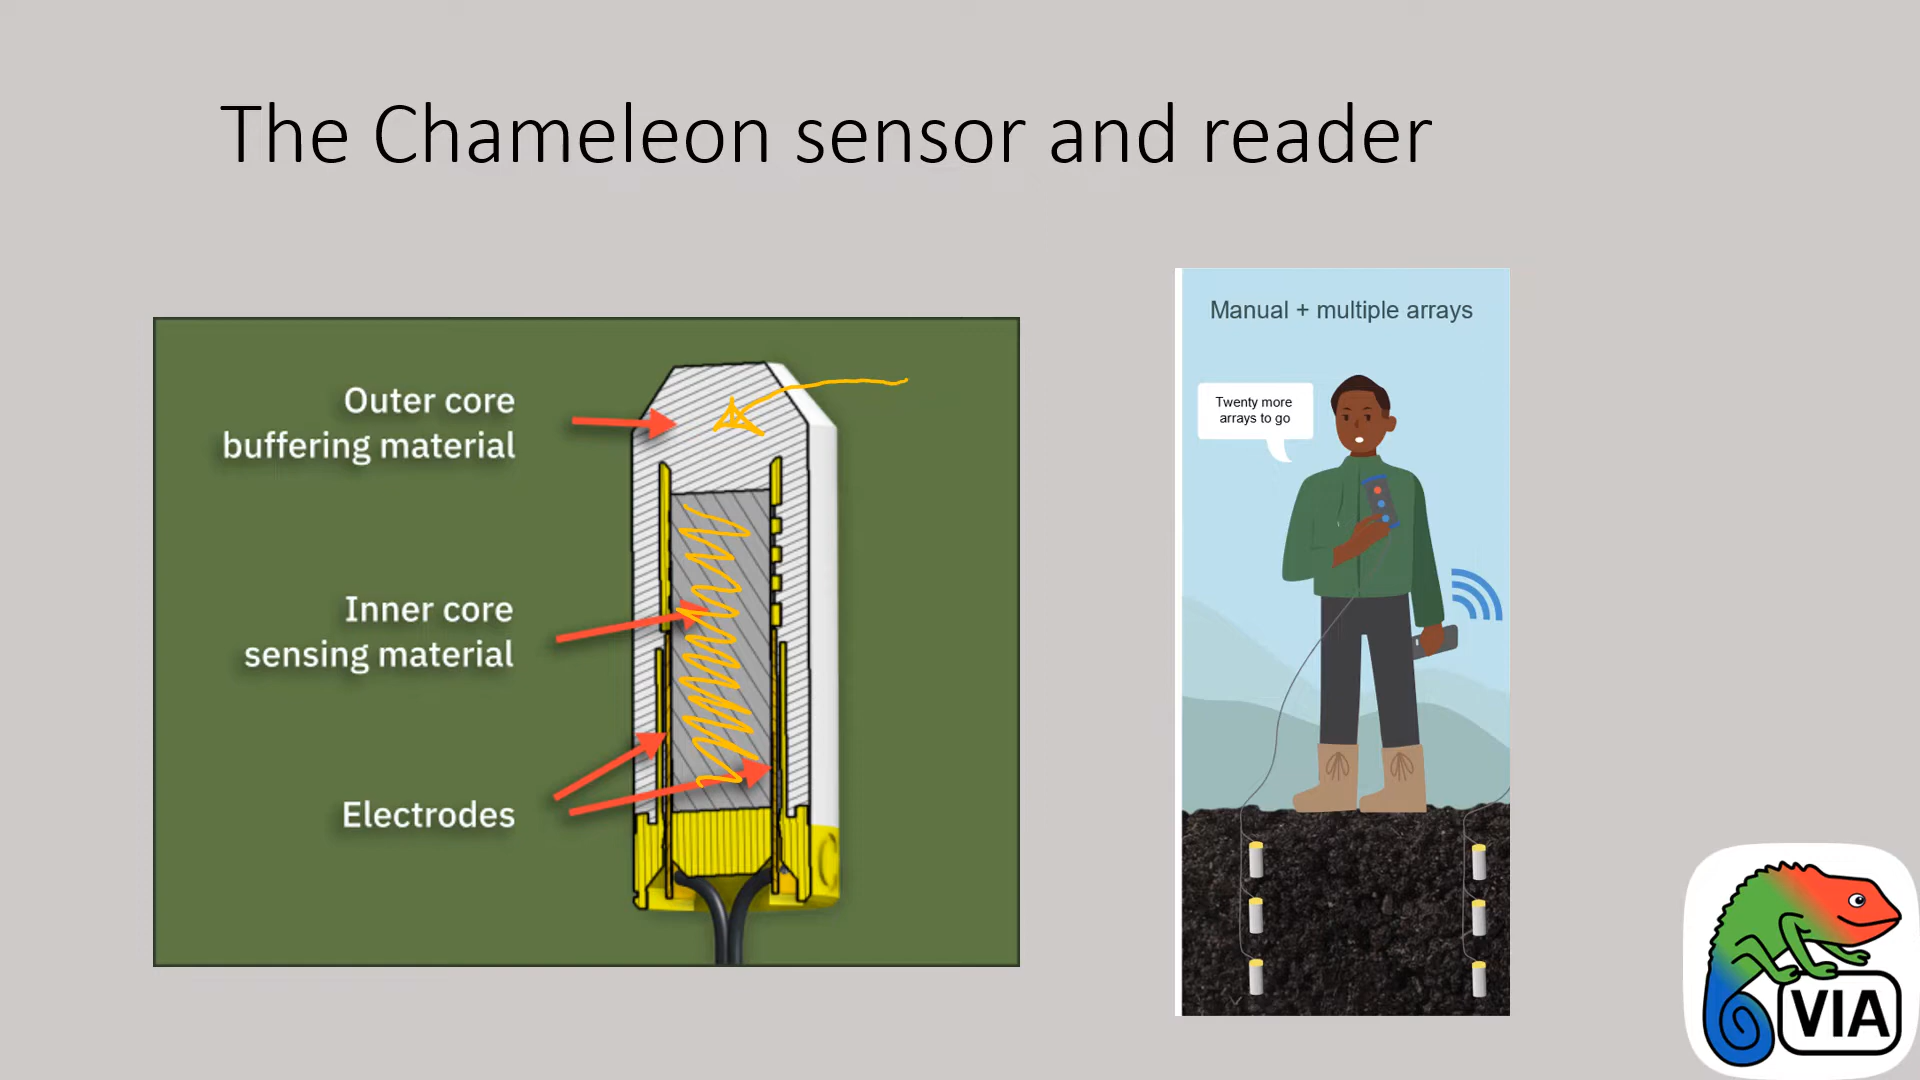 The Chameleon sensor and reader
Outer core
buffering material
Inner core
sensing material
Electrodes
Manual + multiple arrays
Twenty more
arrays to go
VIA